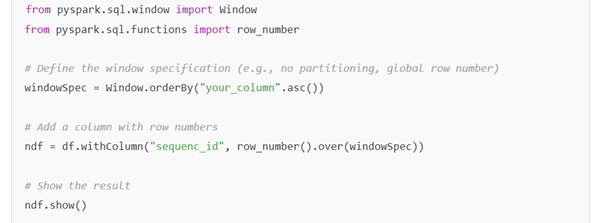 from pyspark.sql.window import Window
from pyspark.sql.functions import row_number
# Define the window specification (e.g., no partitioning, global row number)
windowSpec = Window.orderBy("your_column".asc())
# Add a column with row numbers
ndf = df.withColumn("sequenc_id", row_number().over(windowSpec))
# Show the result
ndf.show()